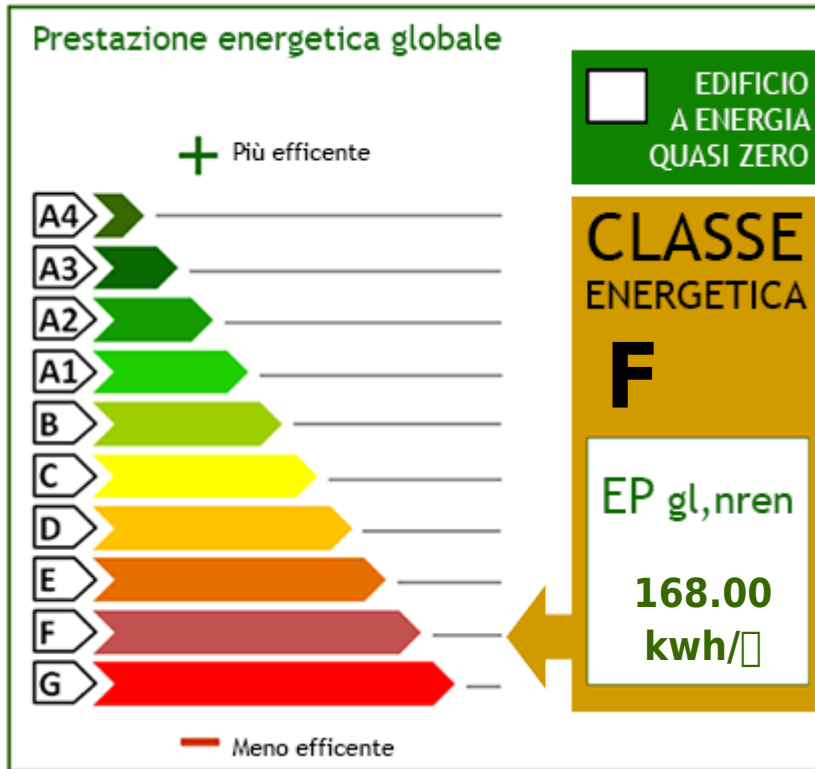 Prestazione energetica globale
EDIFICIO
A ENERGIA
QUASI ZERO
+ Più efficente
A4
A3
A2
A1
B
C
D
E
F
G
− Meno efficente
CLASSE
ENERGETICA
F
EP gl,nren
168.00
kwh/